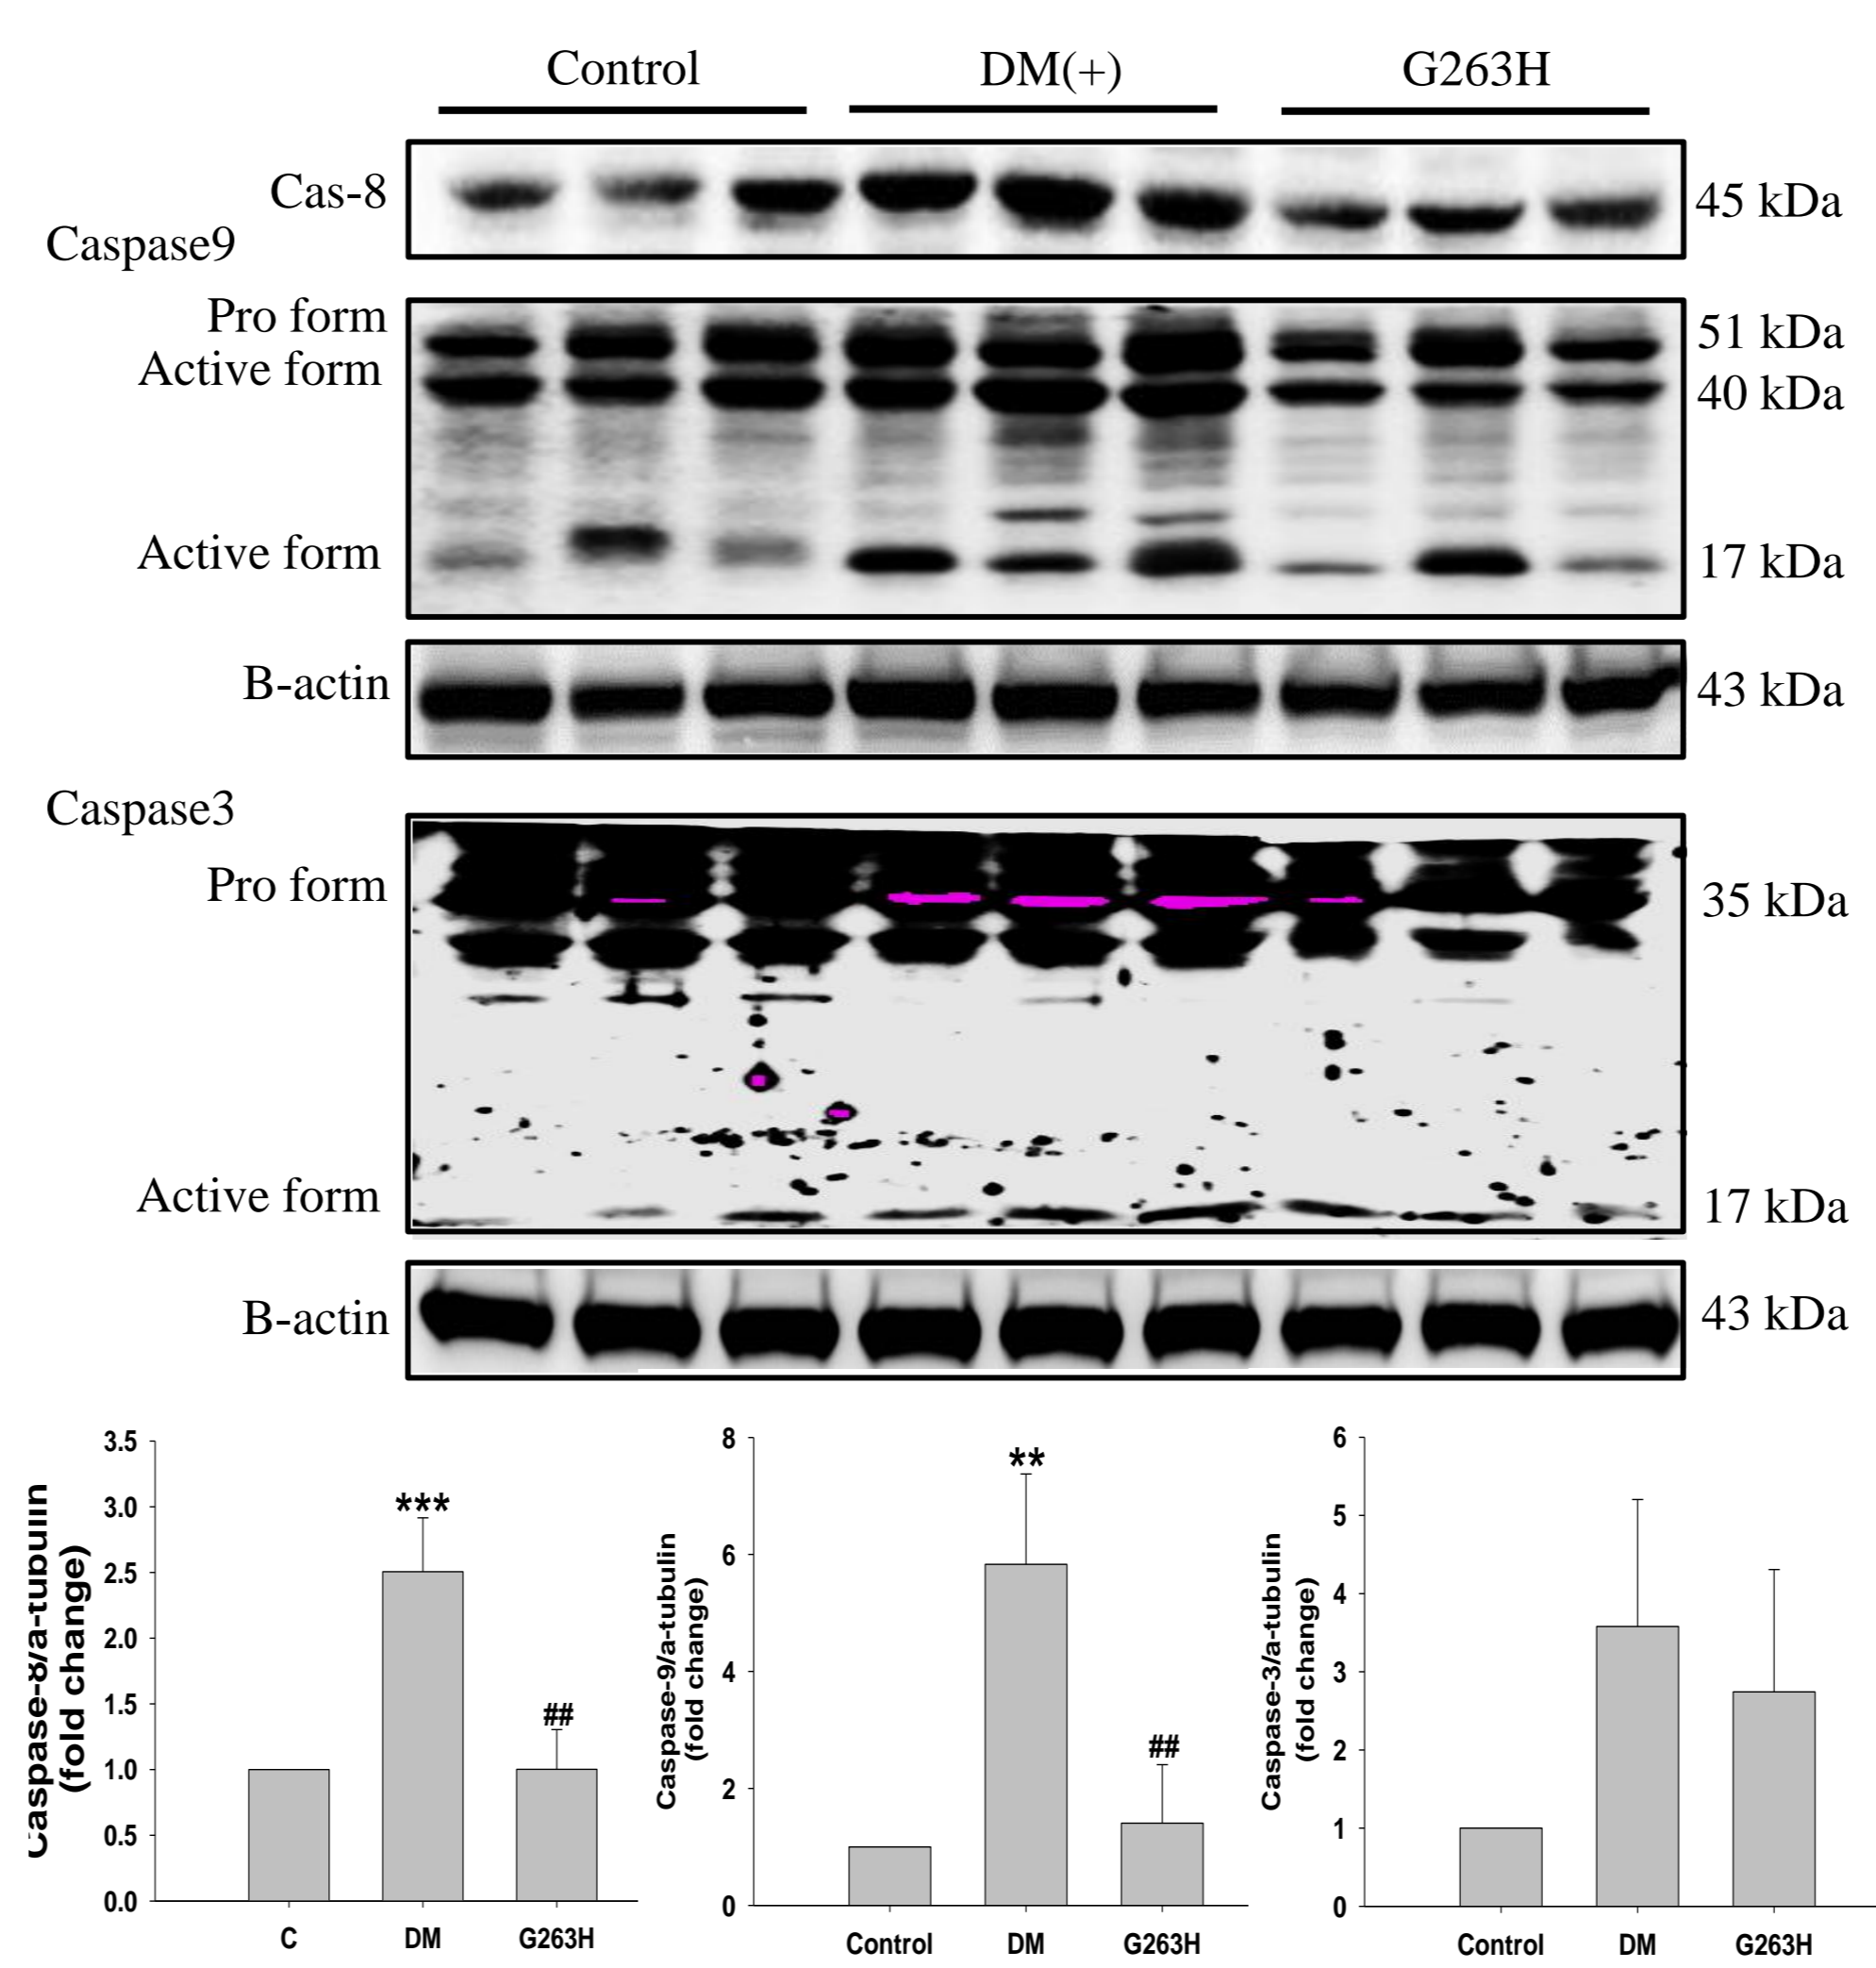 Control DM(+) G263H
Cas-8 45 kDa
Caspase9
Pro form 51 kDa
Active form 40 kDa
Active form 17 kDa
B-actin 43 kDa
Caspase3
Pro form 35 kDa
Active form 17 kDa
B-actin 43 kDa
Caspase-8/a-tubulin
(fold change)
3.5
3.0
2.5
2.0
1.5
1.0
0.5
0.0
***
##
C DM G263H
Caspase-9/a-tubulin
(fold change)
8
6
4
2
0
**
##
Control DM G263H
Caspase-3/a-tubulin
(fold change)
6
5
4
3
2
1
0
Control DM G263H